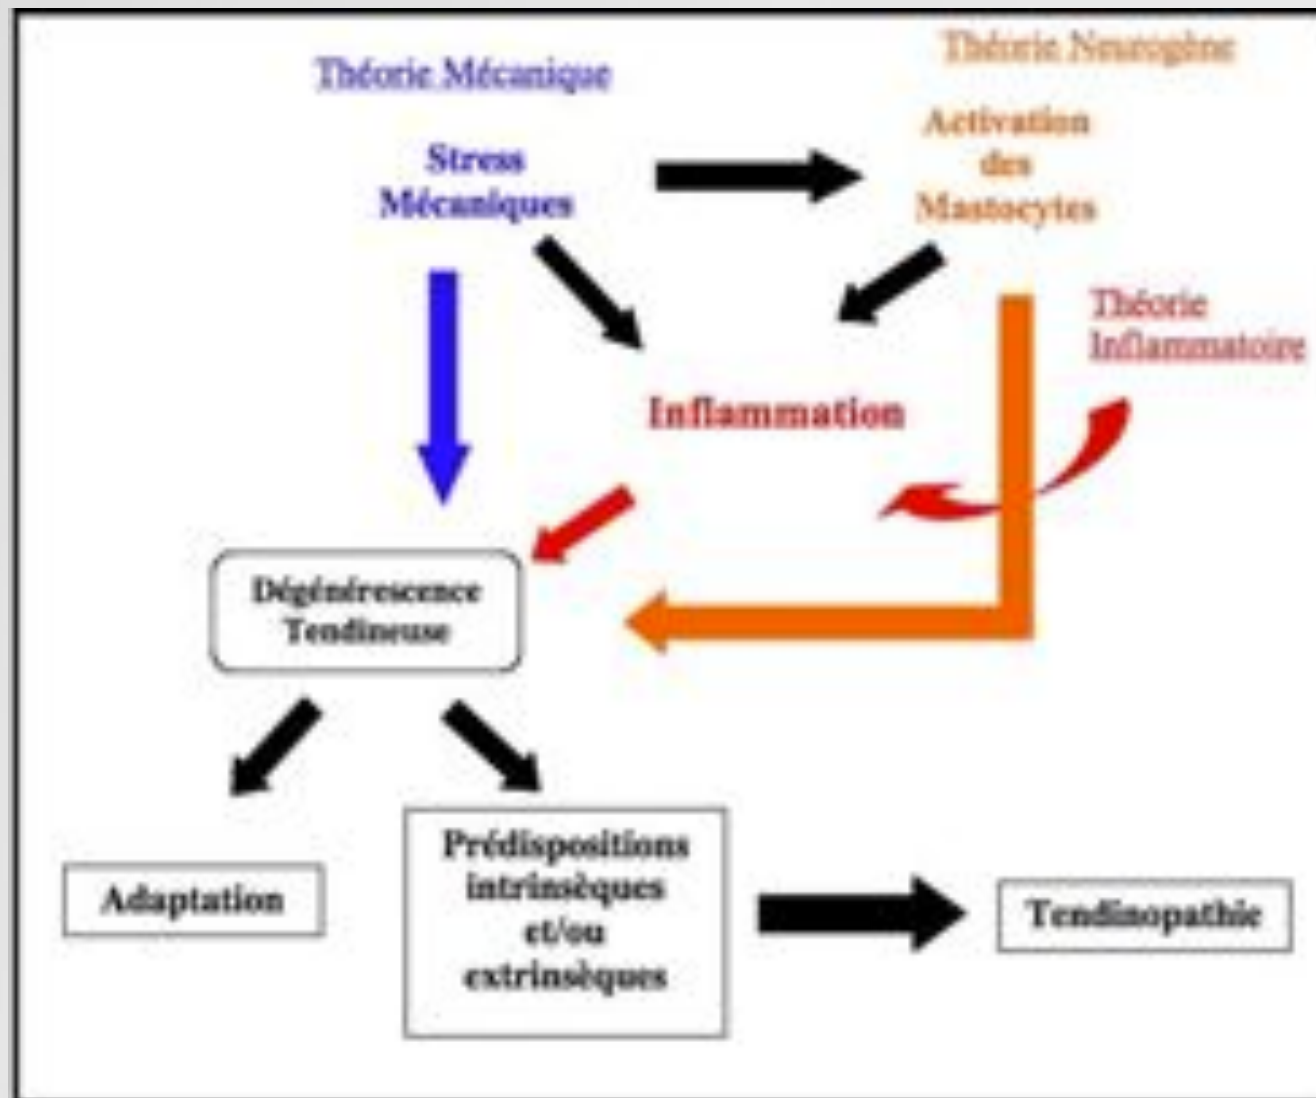 Théorie Mécanique
Théorie Neurogène
Stress
Mécaniques
Activation
des
Mastocytes
Théorie
Inflammatoire
Inflammation
Dégénérescence
Tendineuse
Adaptation
Prédispositions
intrinsèques
et/ou
extrinsèques
Tendinopathie